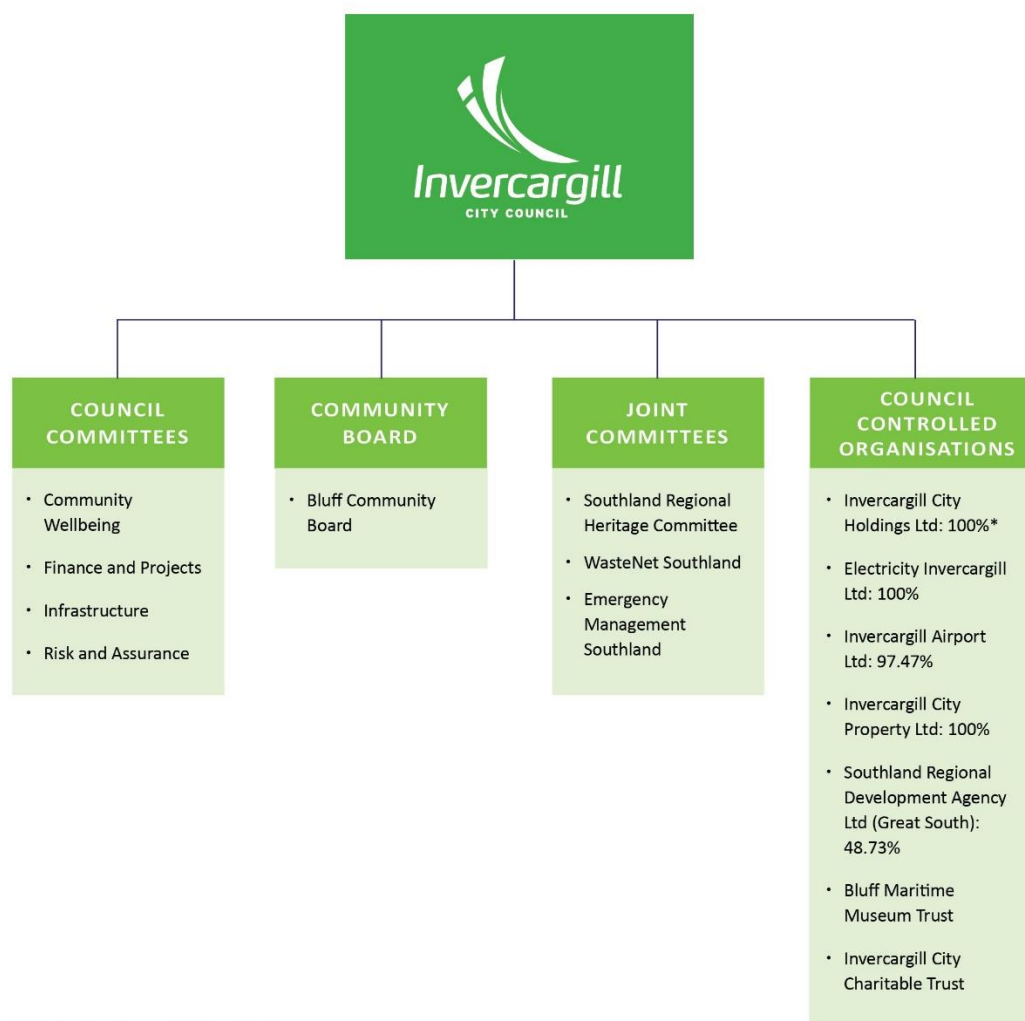 Invercargill
CITY COUNCIL
COUNCIL
COMMITTEES
• Community
Wellbeing
• Finance and Projects
• Infrastructure
• Risk and Assurance
COMMUNITY
BOARD
• Bluff Community
Board
JOINT
COMMITTEES
• Southland Regional
Heritage Committee
• WasteNet Southland
• Emergency
Management
Southland
COUNCIL
CONTROLLED
ORGANISATIONS
• Invercargill City
Holdings Ltd: 100%*
• Electricity Invercargill
Ltd: 100%
• Invercargill Airport
Ltd: 97.47%
• Invercargill City
Property Ltd: 100%
• Southland Regional
Development Agency
Ltd (Great South):
48.73%
• Bluff Maritime
Museum Trust
• Invercargill City
Charitable Trust